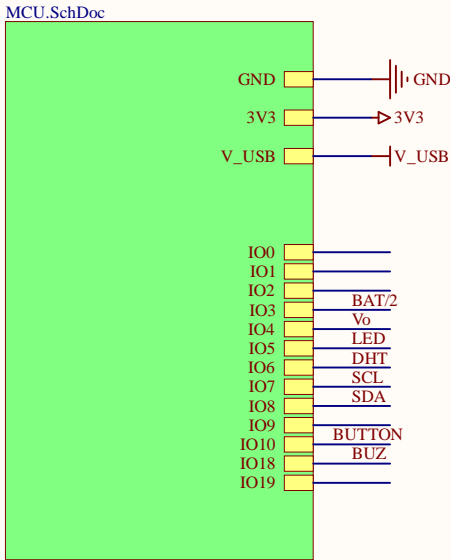 MCU.SchDoc
GND GND
3V3 3V3
V_USB V_USB
IO0
IO1
IO2
IO3 BAT/2
IO4 Vo
IO5 LED
IO6 DHT
IO7 SCL
IO8 SDA
IO9
IO10 BUTTON
IO18 BUZ
IO19